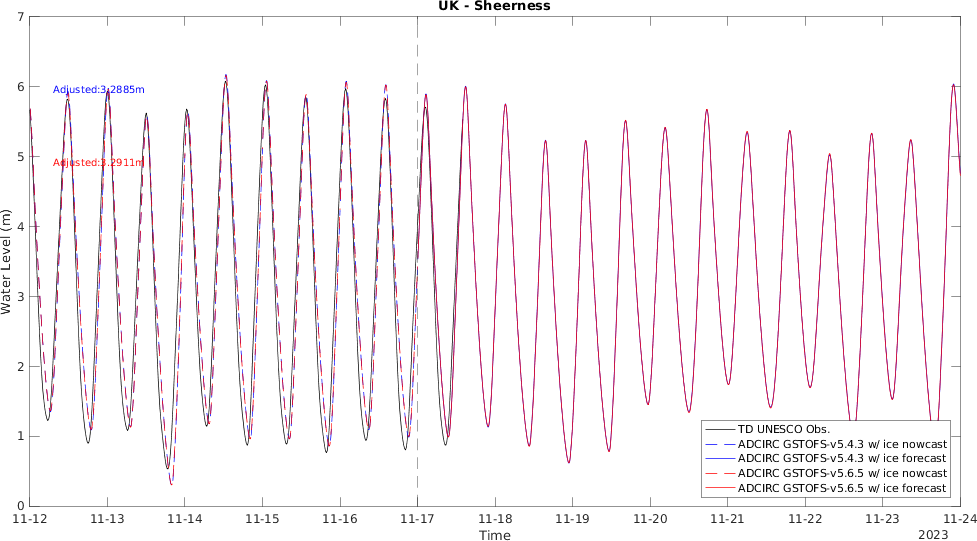 UK - Sheerness
7
6
5
4
3
2
1
0
Water Level (m)
Adjusted:3.2885m
Adjusted:3.2911m
TD UNESCO Obs.
ADCIRC GSTOFS-v5.4.3 w/ ice nowcast
ADCIRC GSTOFS-v5.4.3 w/ ice forecast
ADCIRC GSTOFS-v5.6.5 w/ ice nowcast
ADCIRC GSTOFS-v5.6.5 w/ ice forecast
11-12 11-13 11-14 11-15 11-16 11-17 11-18 11-19 11-20 11-21 11-22 11-23 11-24
Time
2023